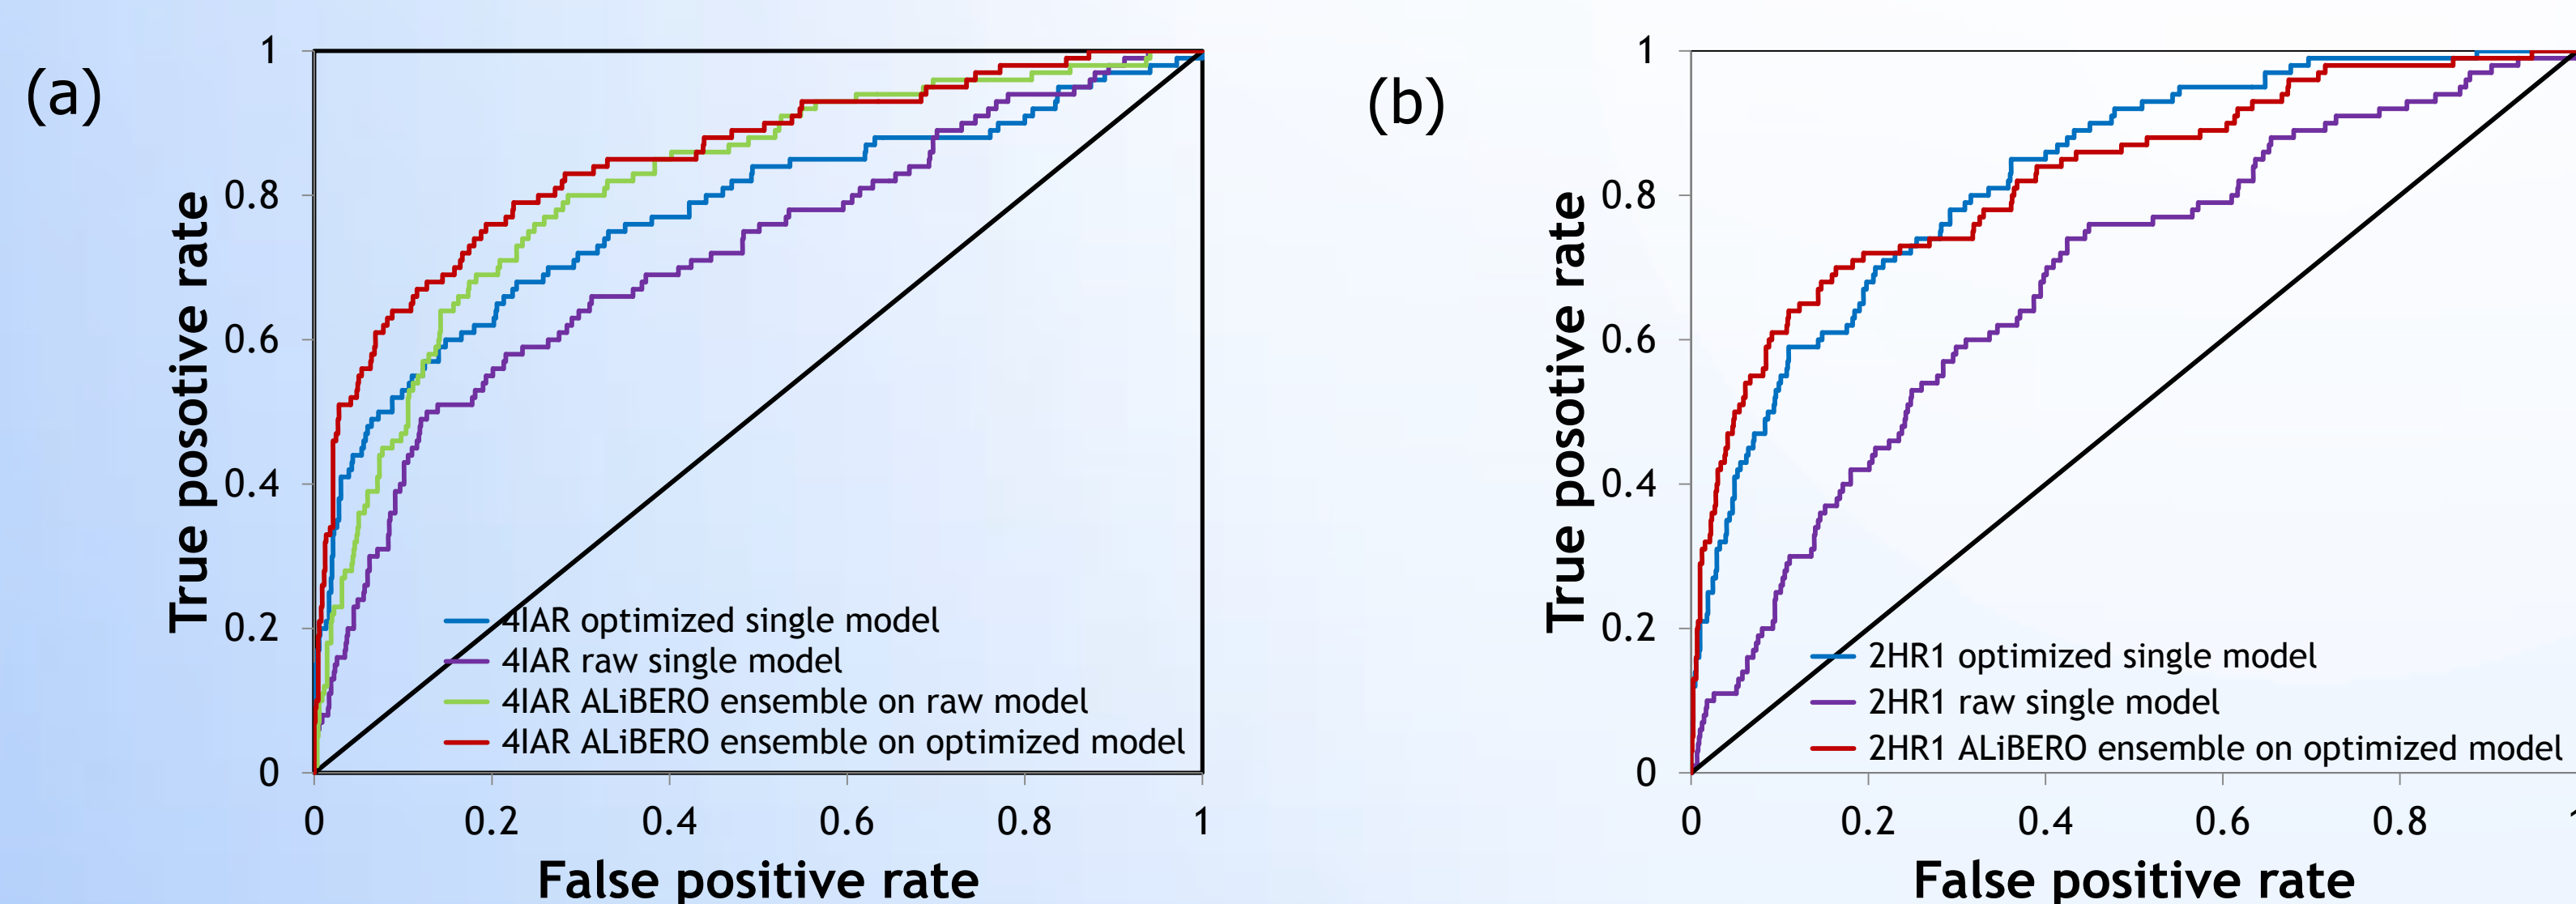 (a)
True posotive rate
1
0.8
0.6
0.4
0.2
0
4IAR optimized single model
4IAR raw single model
4IAR ALiBERO ensemble on raw model
4IAR ALiBERO ensemble on optimized model
0 0.2 0.4 0.6 0.8 1
False positive rate
(b)
True posotive rate
1
0.8
0.6
0.4
0.2
0
2HR1 optimized single model
2HR1 raw single model
2HR1 ALiBERO ensemble on optimized model
0 0.2 0.4 0.6 0.8
False positive rate